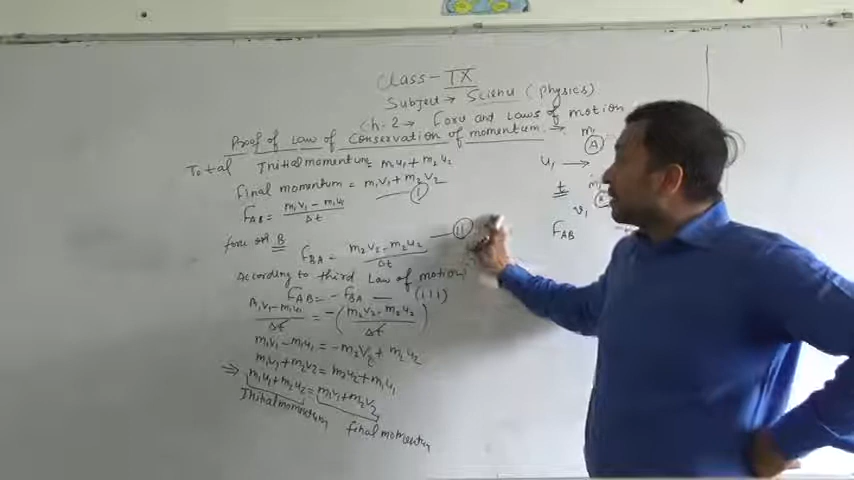 Class - IX
Subject → Science (Physics)
Ch-2 → Force and Laws of motion
Proof of Law of Conservation of momentum →
Total Initial momentum = m₁u₁ + m₂u₂
Final momentum = m₁v₁ + m₂v₂ — (I)
F_AB = (m₁v₁ - m₁u₁)/Δt
force on B
F_BA = (m₂v₂ - m₂u₂)/Δt — (II)
According to third Law of motion
F_AB = - F_BA — (III)
(m₁v₁ - m₁u₁)/Δt = - ((m₂v₂ - m₂u₂)/Δt)
m₁v₁ - m₁u₁ = - m₂v₂ + m₂u₂
m₁v₁ + m₂v₂ = m₂u₂ + m₁u₁
⇒ m₁u₁ + m₂u₂ = m₁v₁ + m₂v₂
Initial momentum
final momentum
m₁
A
u₁ →
t
v₁
F_AB